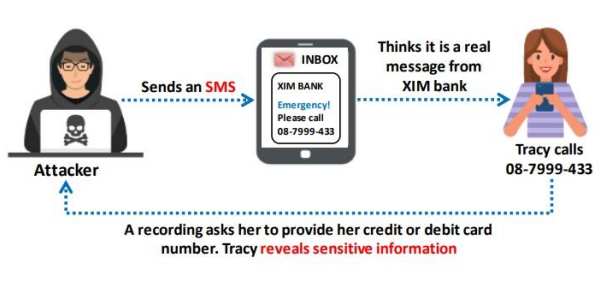 Sends an SMS
INBOX
XIM BANK
Emergency!
Please call
08-7999-433
Thinks it is a real
message from
XIM bank
Attacker
Tracy calls
08-7999-433
A recording asks her to provide her credit or debit card
number. Tracy reveals sensitive information